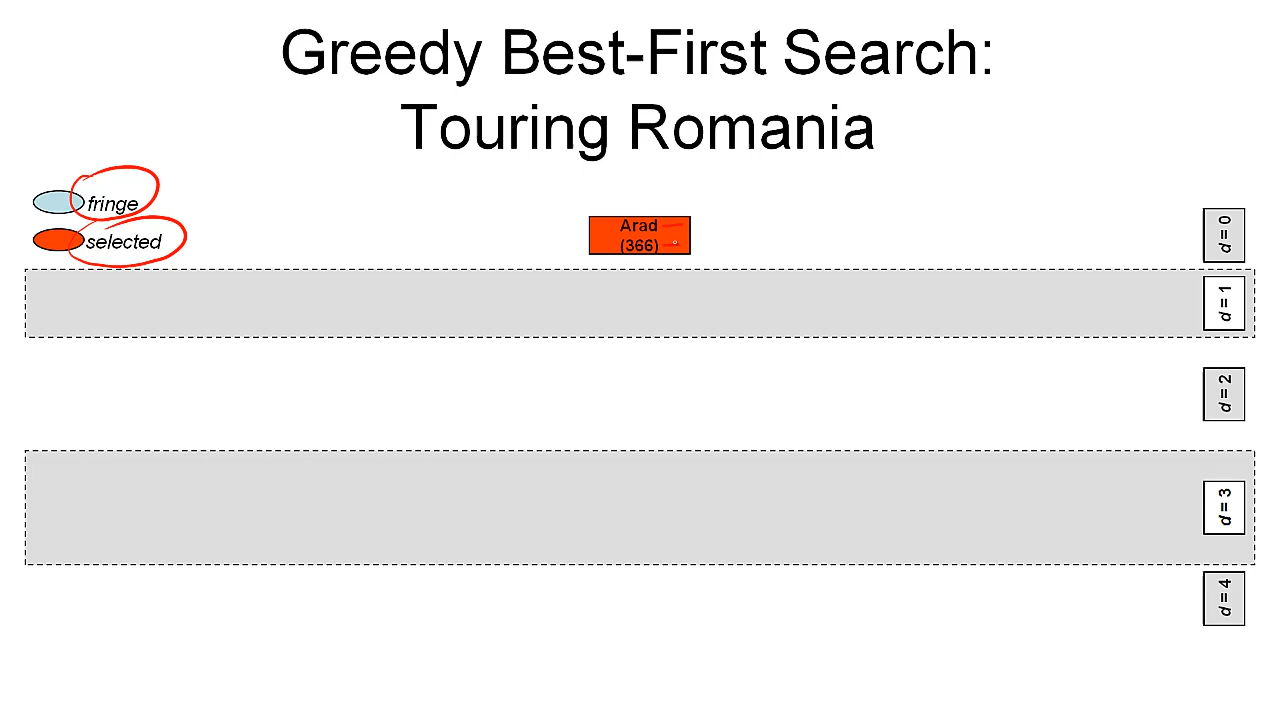 Greedy Best-First Search:
Touring Romania
fringe
selected
Arad
(366)
d = 0
d = 1
d = 2
d = 3
d = 4